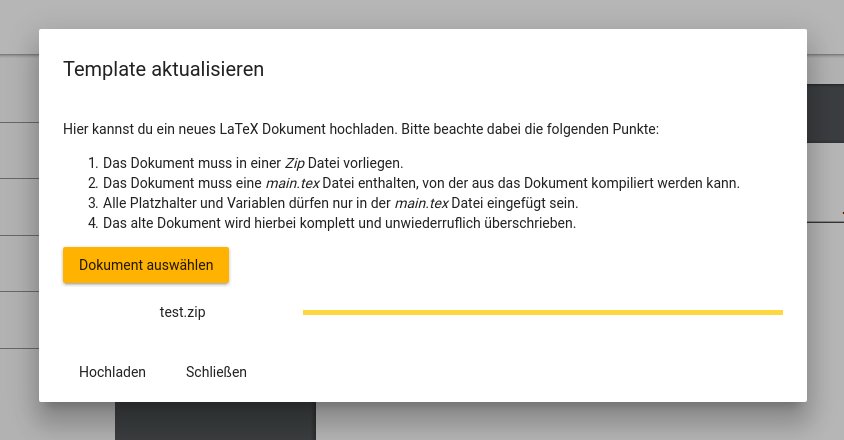 Template aktualisieren
Hier kannst du ein neues LaTeX Dokument hochladen. Bitte beachte dabei die folgenden Punkte:
1. Das Dokument muss in einer Zip Datei vorliegen.
2. Das Dokument muss eine main.tex Datei enthalten, von der aus das Dokument kompiliert werden kann.
3. Alle Platzhalter und Variablen dürfen nur in der main.tex Datei eingefügt sein.
4. Das alte Dokument wird hierbei komplett und unwiederruflich überschrieben.
Dokument auswählen
test.zip
Hochladen Schließen